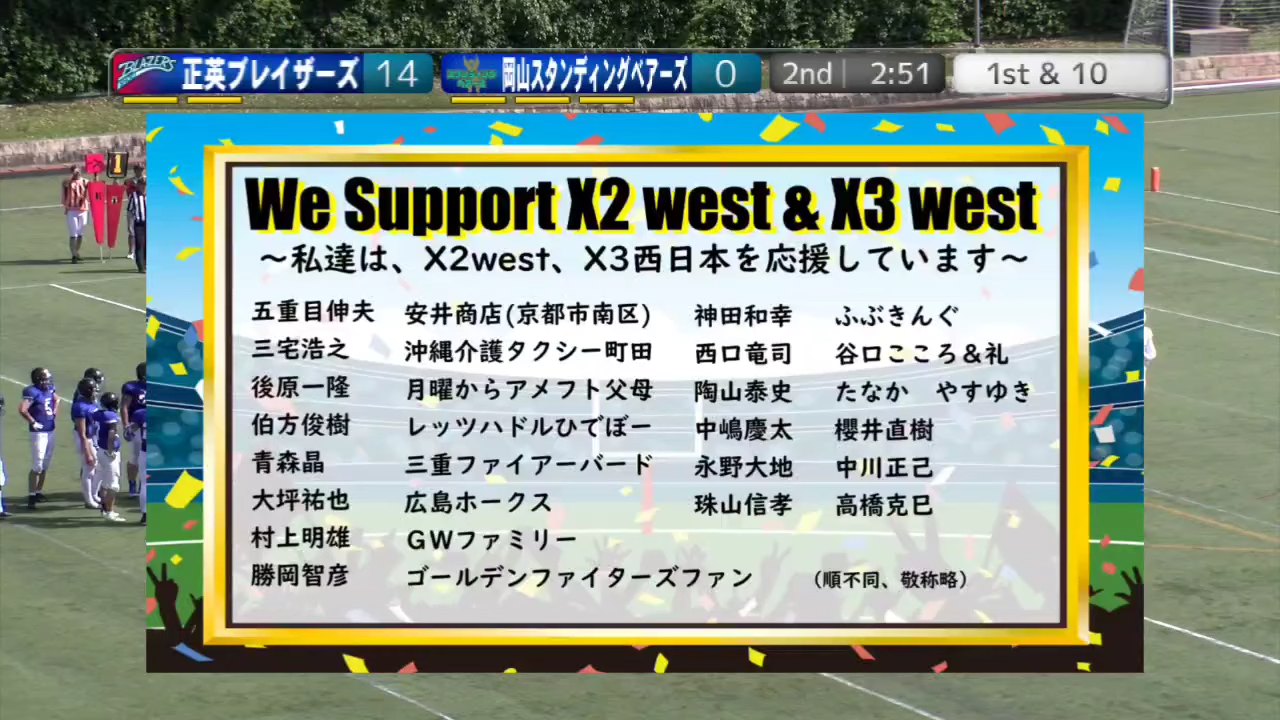 BLAZERS 正英ブレイザーズ 14 岡山スタンディングベアーズ 0 2nd 2:51 1st & 10
1
5
We Support X2 west & X3 west
～私達は、X2west、X3西日本を応援しています～
五重目伸夫 安井商店(京都市南区) 神田和幸 ふぶきんぐ
三宅浩之 沖縄介護タクシー町田 西口竜司 谷口こころ＆礼
後原一隆 月曜からアメフト父母 陶山泰史 たなか やすゆき
伯方俊樹 レッツハドルひでぼー 中嶋慶太 櫻井直樹
青森晶 三重ファイアーバード 永野大地 中川正己
大坪祐也 広島ホークス 珠山信孝 高橋克巳
村上明雄 GWファミリー
勝岡智彦 ゴールデンファイターズファン （順不同、敬称略）